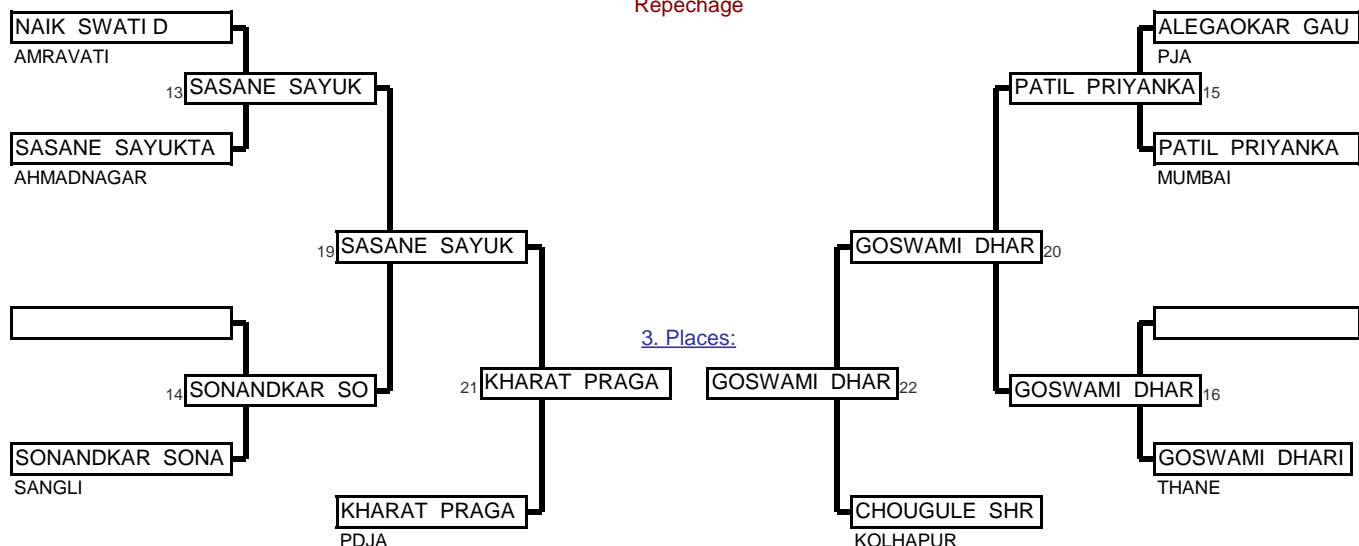 Repechage
NAIK SWATI D
AMRAVATI
ALEGAOKAR GAU
PJA
13 SASANE SAYUK
PATIL PRIYANKA 15
SASANE SAYUKTA
AHMADNAGAR
PATIL PRIYANKA
MUMBAI
19 SASANE SAYUK
GOSWAMI DHAR 20
3. Places:
14 SONANDKAR SO
21 KHARAT PRAGA
GOSWAMI DHAR 22
GOSWAMI DHAR 16
SONANDKAR SONA
SANGLI
GOSWAMI DHARI
THANE
KHARAT PRAGA
PDJA
CHOUGULE SHR
KOLHAPUR